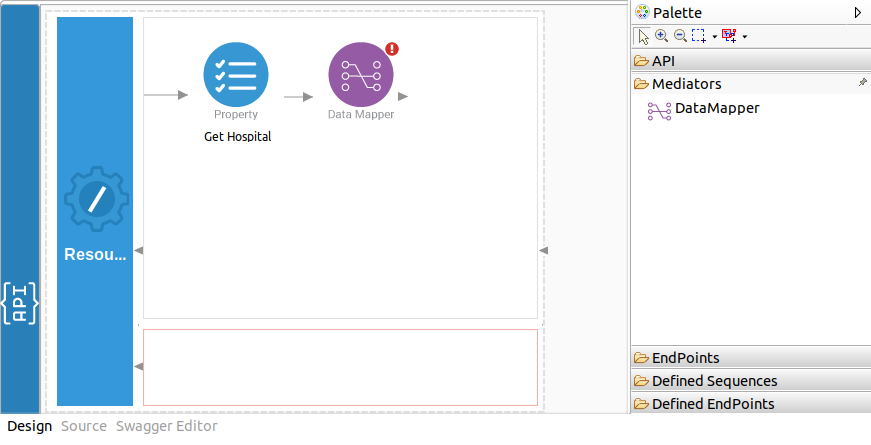 API
Resou...
Property
Get Hospital
Data Mapper
Palette
API
Mediators
DataMapper
EndPoints
Defined Sequences
Defined EndPoints
Design Source Swagger Editor